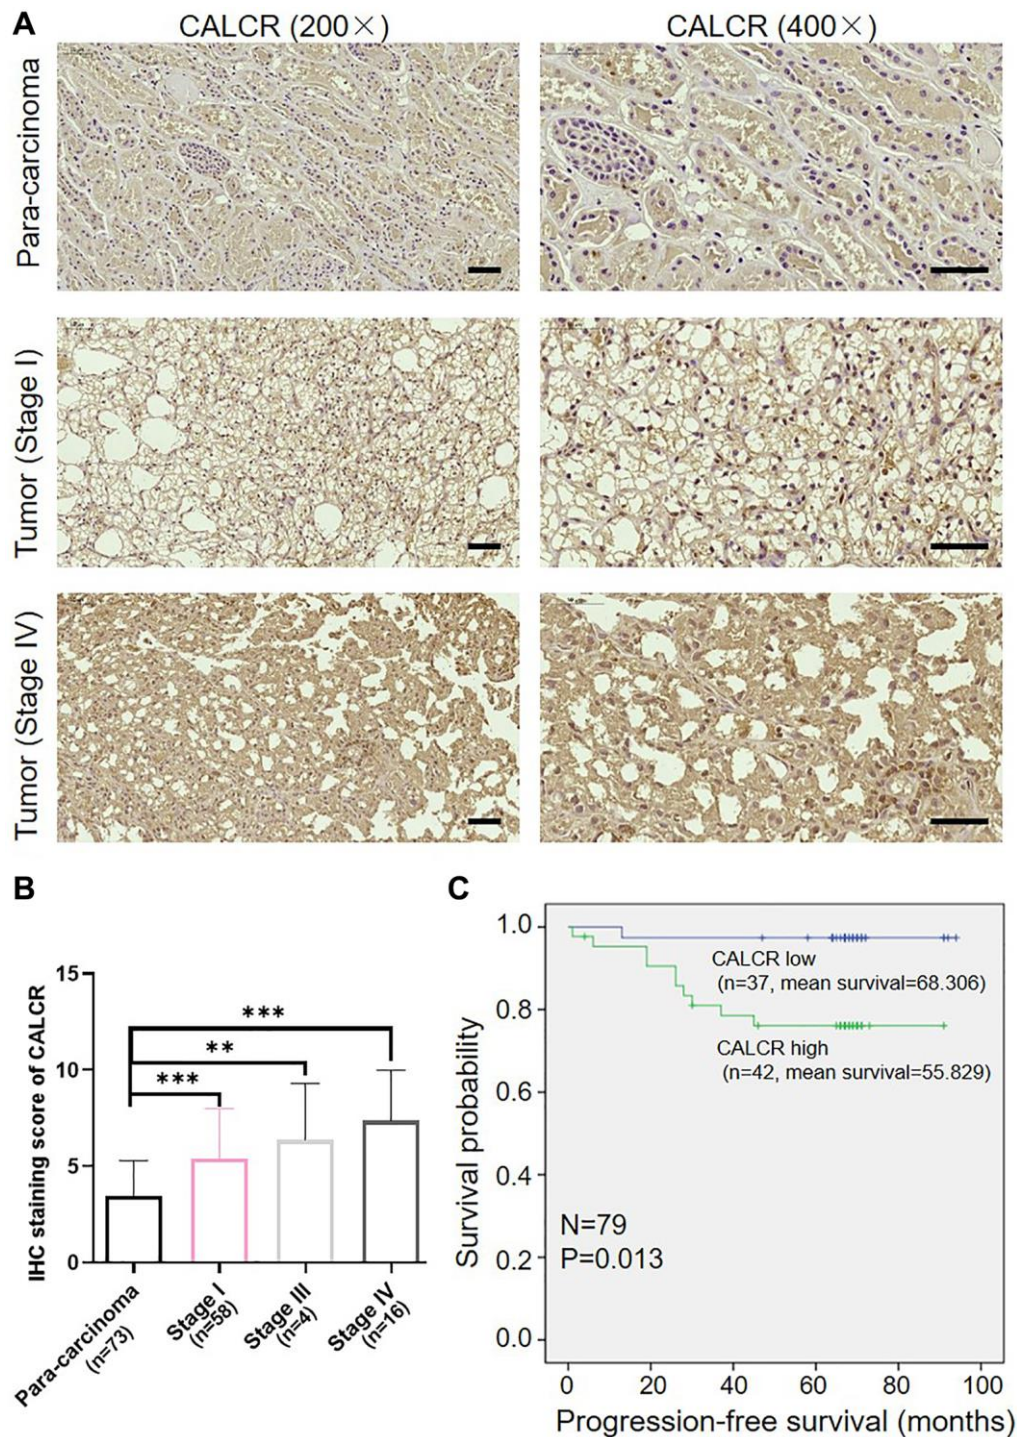 A
CALCR (200×)
CALCR (400×)
Para-carcinoma
Tumor (Stage I)
Tumor (Stage IV)
B
IHC staining score of CALCR
15
10
5
0
***
**
***
Para-carcinoma
(n=73)
Stage I
(n=58)
Stage III
(n=4)
Stage IV
(n=16)
C
Survival probability
1.0
0.8
0.6
0.4
0.2
0.0
CALCR low
(n=37, mean survival=68.306)
CALCR high
(n=42, mean survival=55.829)
N=79
P=0.013
0 20 40 60 80 100
Progression-free survival (months)